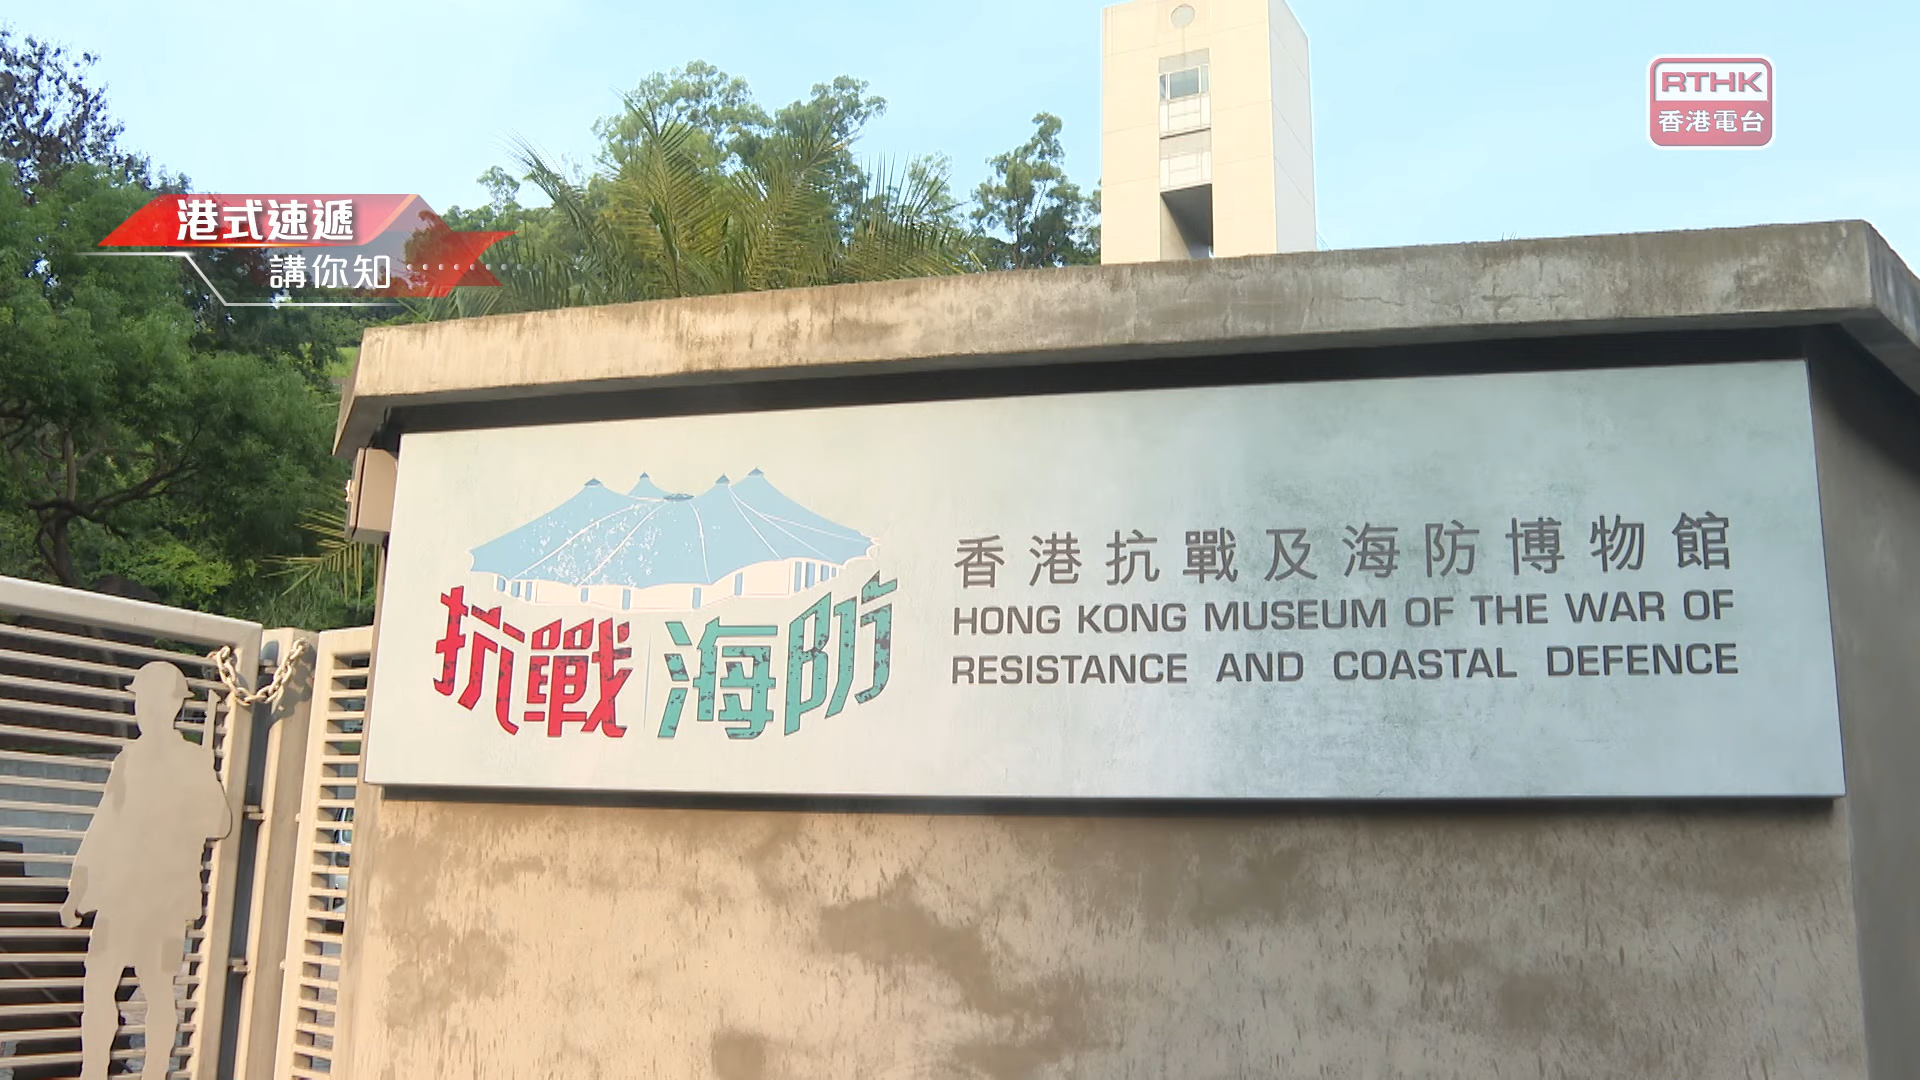 RTHK
香港電台
港式速遞
講你知
抗戰 海防
香港抗戰及海防博物館
HONG KONG MUSEUM OF THE WAR OF
RESISTANCE AND COASTAL DEFENCE